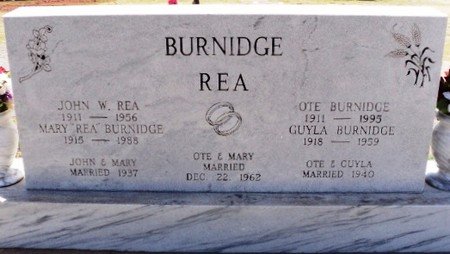 BURNIDGE
REA
JOHN W. REA
1911 — 1956
MARY "REA" BURNIDGE
1915 — 1988
JOHN & MARY
MARRIED 1937
OTE & MARY
MARRIED
DEC. 22, 1962
OTE BURNIDGE
1911 — 1995
GUYLA BURNIDGE
1918 — 1959
OTE & GUYLA
MARRIED 1940